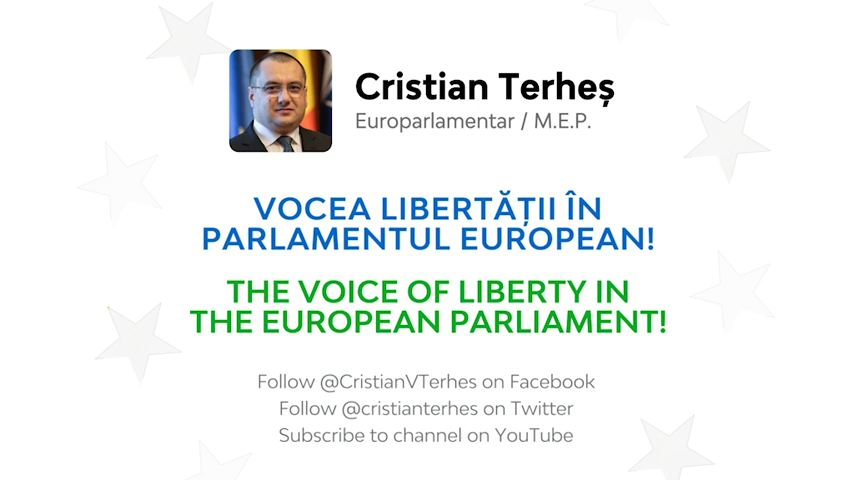 Cristian Terheș
Europarlamentar / M.E.P.
VOCEA LIBERTĂȚII ÎN
PARLAMENTUL EUROPEAN!
THE VOICE OF LIBERTY IN
THE EUROPEAN PARLIAMENT!
Follow @CristianVTerhes on Facebook
Follow @cristianterhes on Twitter
Subscribe to channel on YouTube